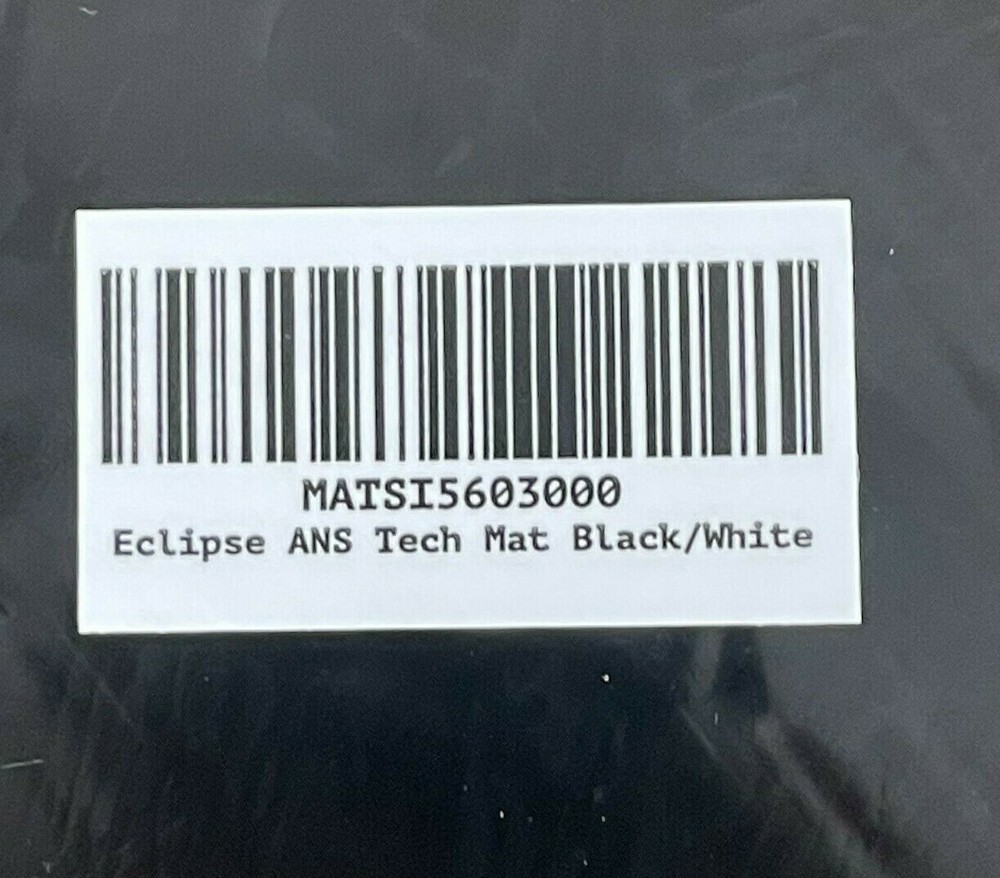 MATSI5603000
Eclipse ANS Tech Mat Black/White